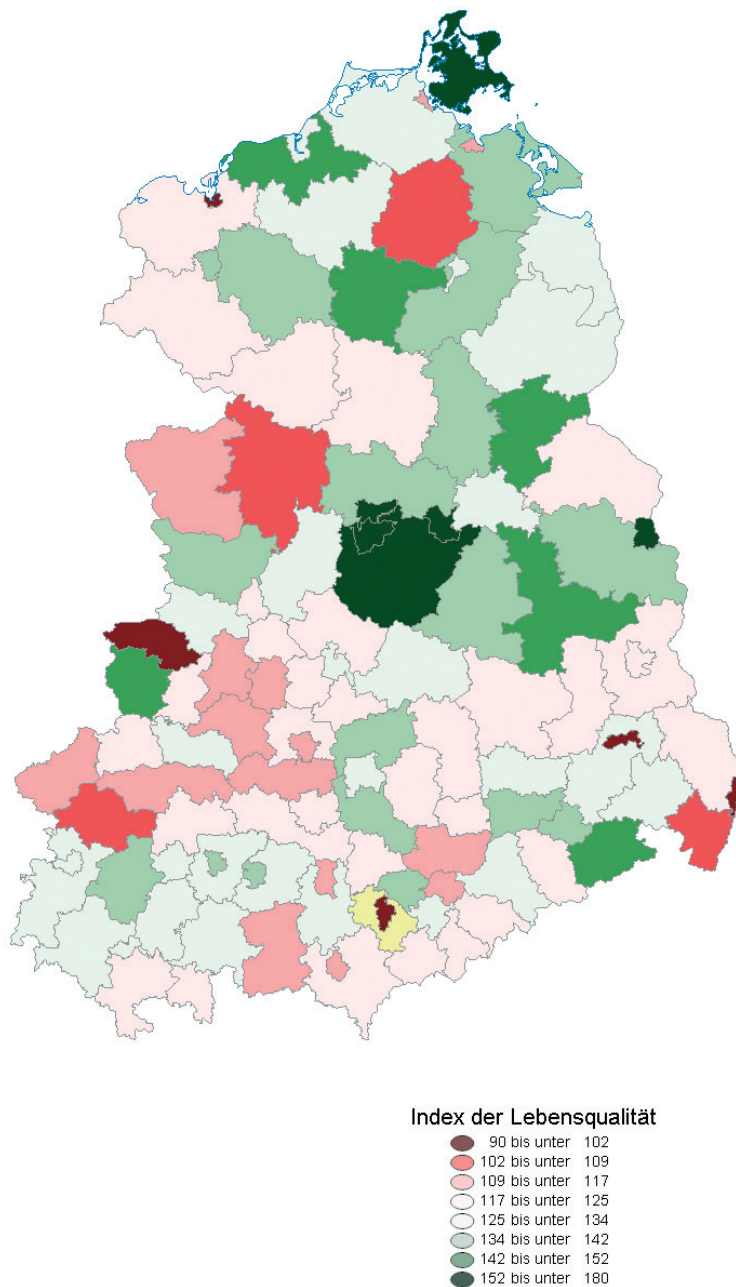 Index der Lebensqualität
90 bis unter 102
102 bis unter 109
109 bis unter 117
117 bis unter 125
125 bis unter 134
134 bis unter 142
142 bis unter 152
152 bis unter 180